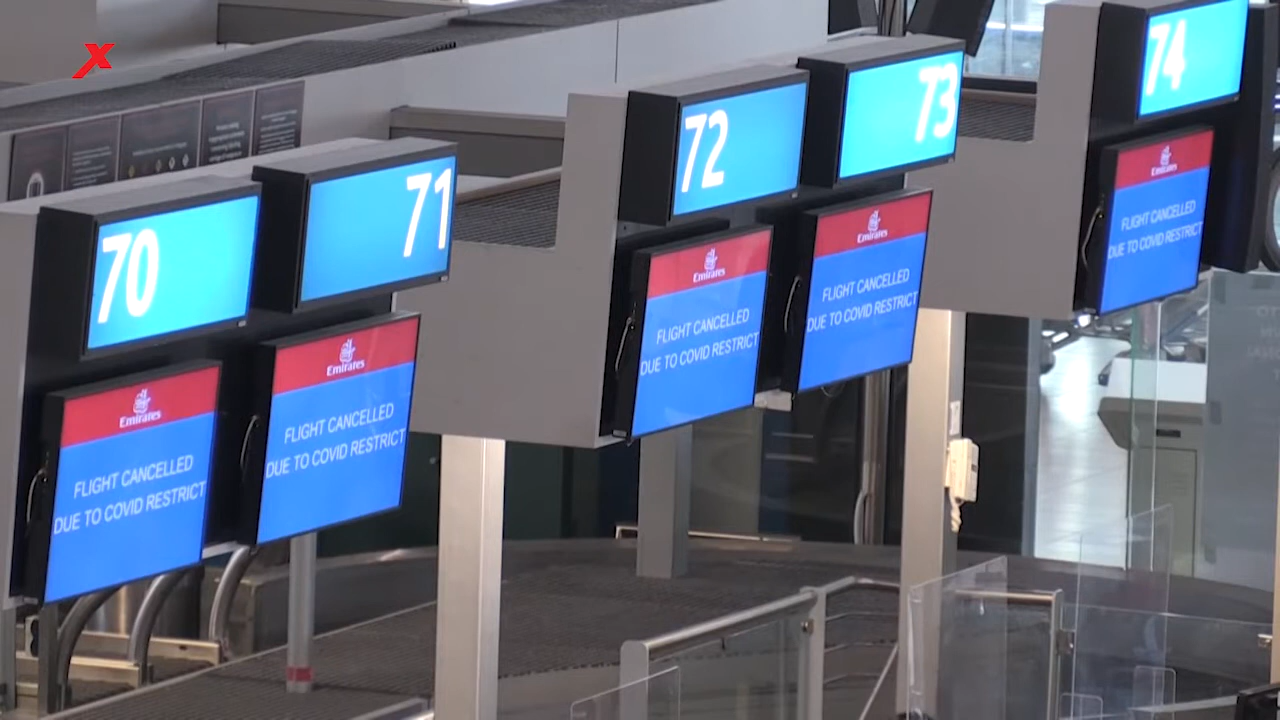 X
70
71
72
73
74
Emirates
FLIGHT CANCELLED
DUE TO COVID RESTRICT
Emirates
FLIGHT CANCELLED
DUE TO COVID RESTRICT
Emirates
FLIGHT CANCELLED
DUE TO COVID RESTRICT
Emirates
FLIGHT CANCELLED
DUE TO COVID RESTRICT
Emirates
FLIGHT CANCELLED
DUE TO COVID RESTRICT